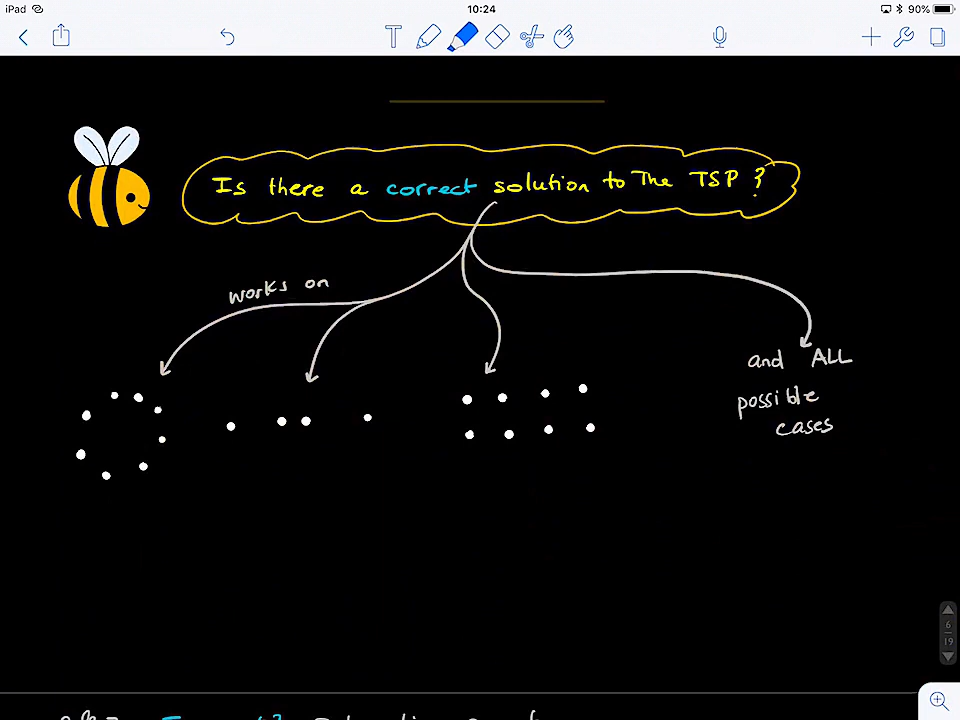 iPad
10:24
90%
T
Is there a correct solution to The TSP ?
works on
and ALL
possible
cases
6
19